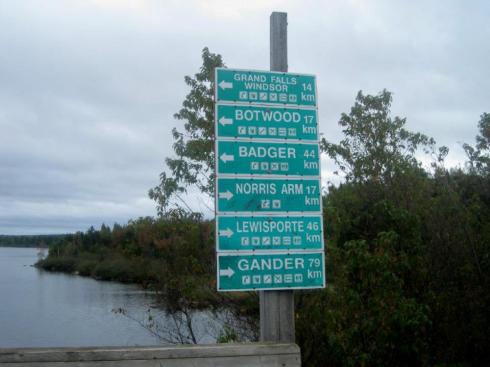 GRAND FALLS
WINDSOR 14 km
BOTWOOD 17 km
BADGER 44 km
NORRIS ARM 17 km
LEWISPORTE 46 km
GANDER 79 km